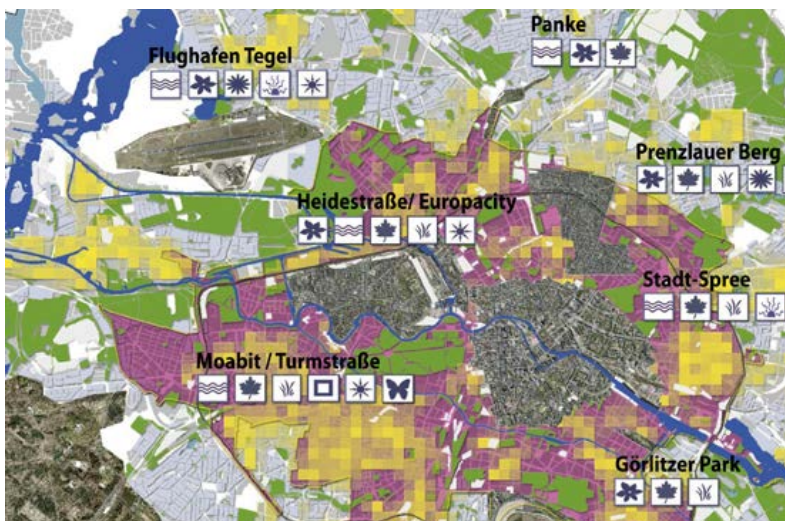 Panke
Flughafen Tegel
Prenzlauer Berg
Heidestraße/ Europacity
Stadt-Spree
Moabit / Turmstraße
Görlitzer Park